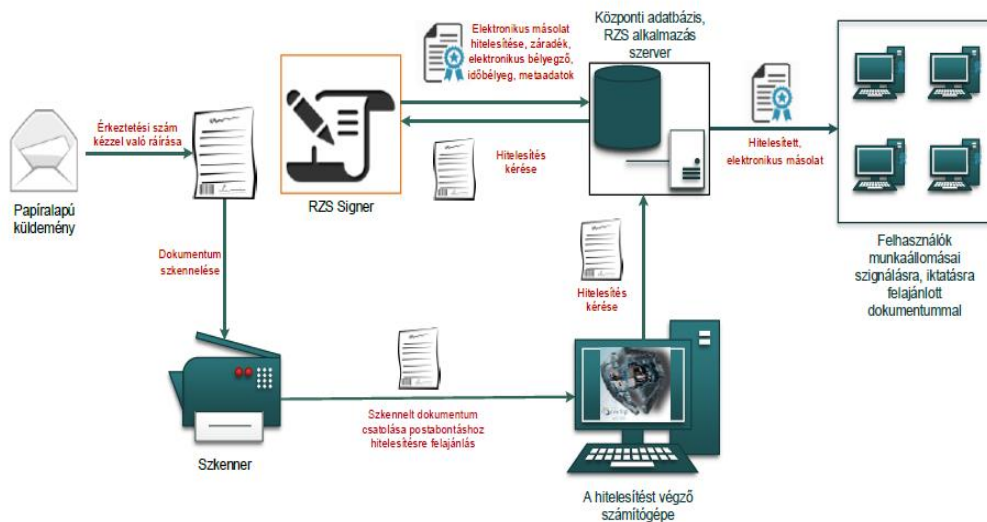 Elektronikus másolat
hitelesítése, záradék,
elektronikus bélyegző,
időbélyeg, metaadatok
Központi adatbázis,
RZS alkalmazás
szerver
Érkeztetési szám
kézzel való ráírása
Papíralapú
küldemény
RZS Signer
Hitelesítés
kérése
Hitelesített,
elektronikus másolat
Felhasználók
munkaállomásai
szignálásra, iktatásra
felajánlott
dokumentummal
Dokumentum
szkennelése
Hitelesítés
kérése
Szkennelt dokumentum
csatolása postabontáshoz
hitelesítésre felajánlás
Szkenner
A hitelesítést végző
számítógépe